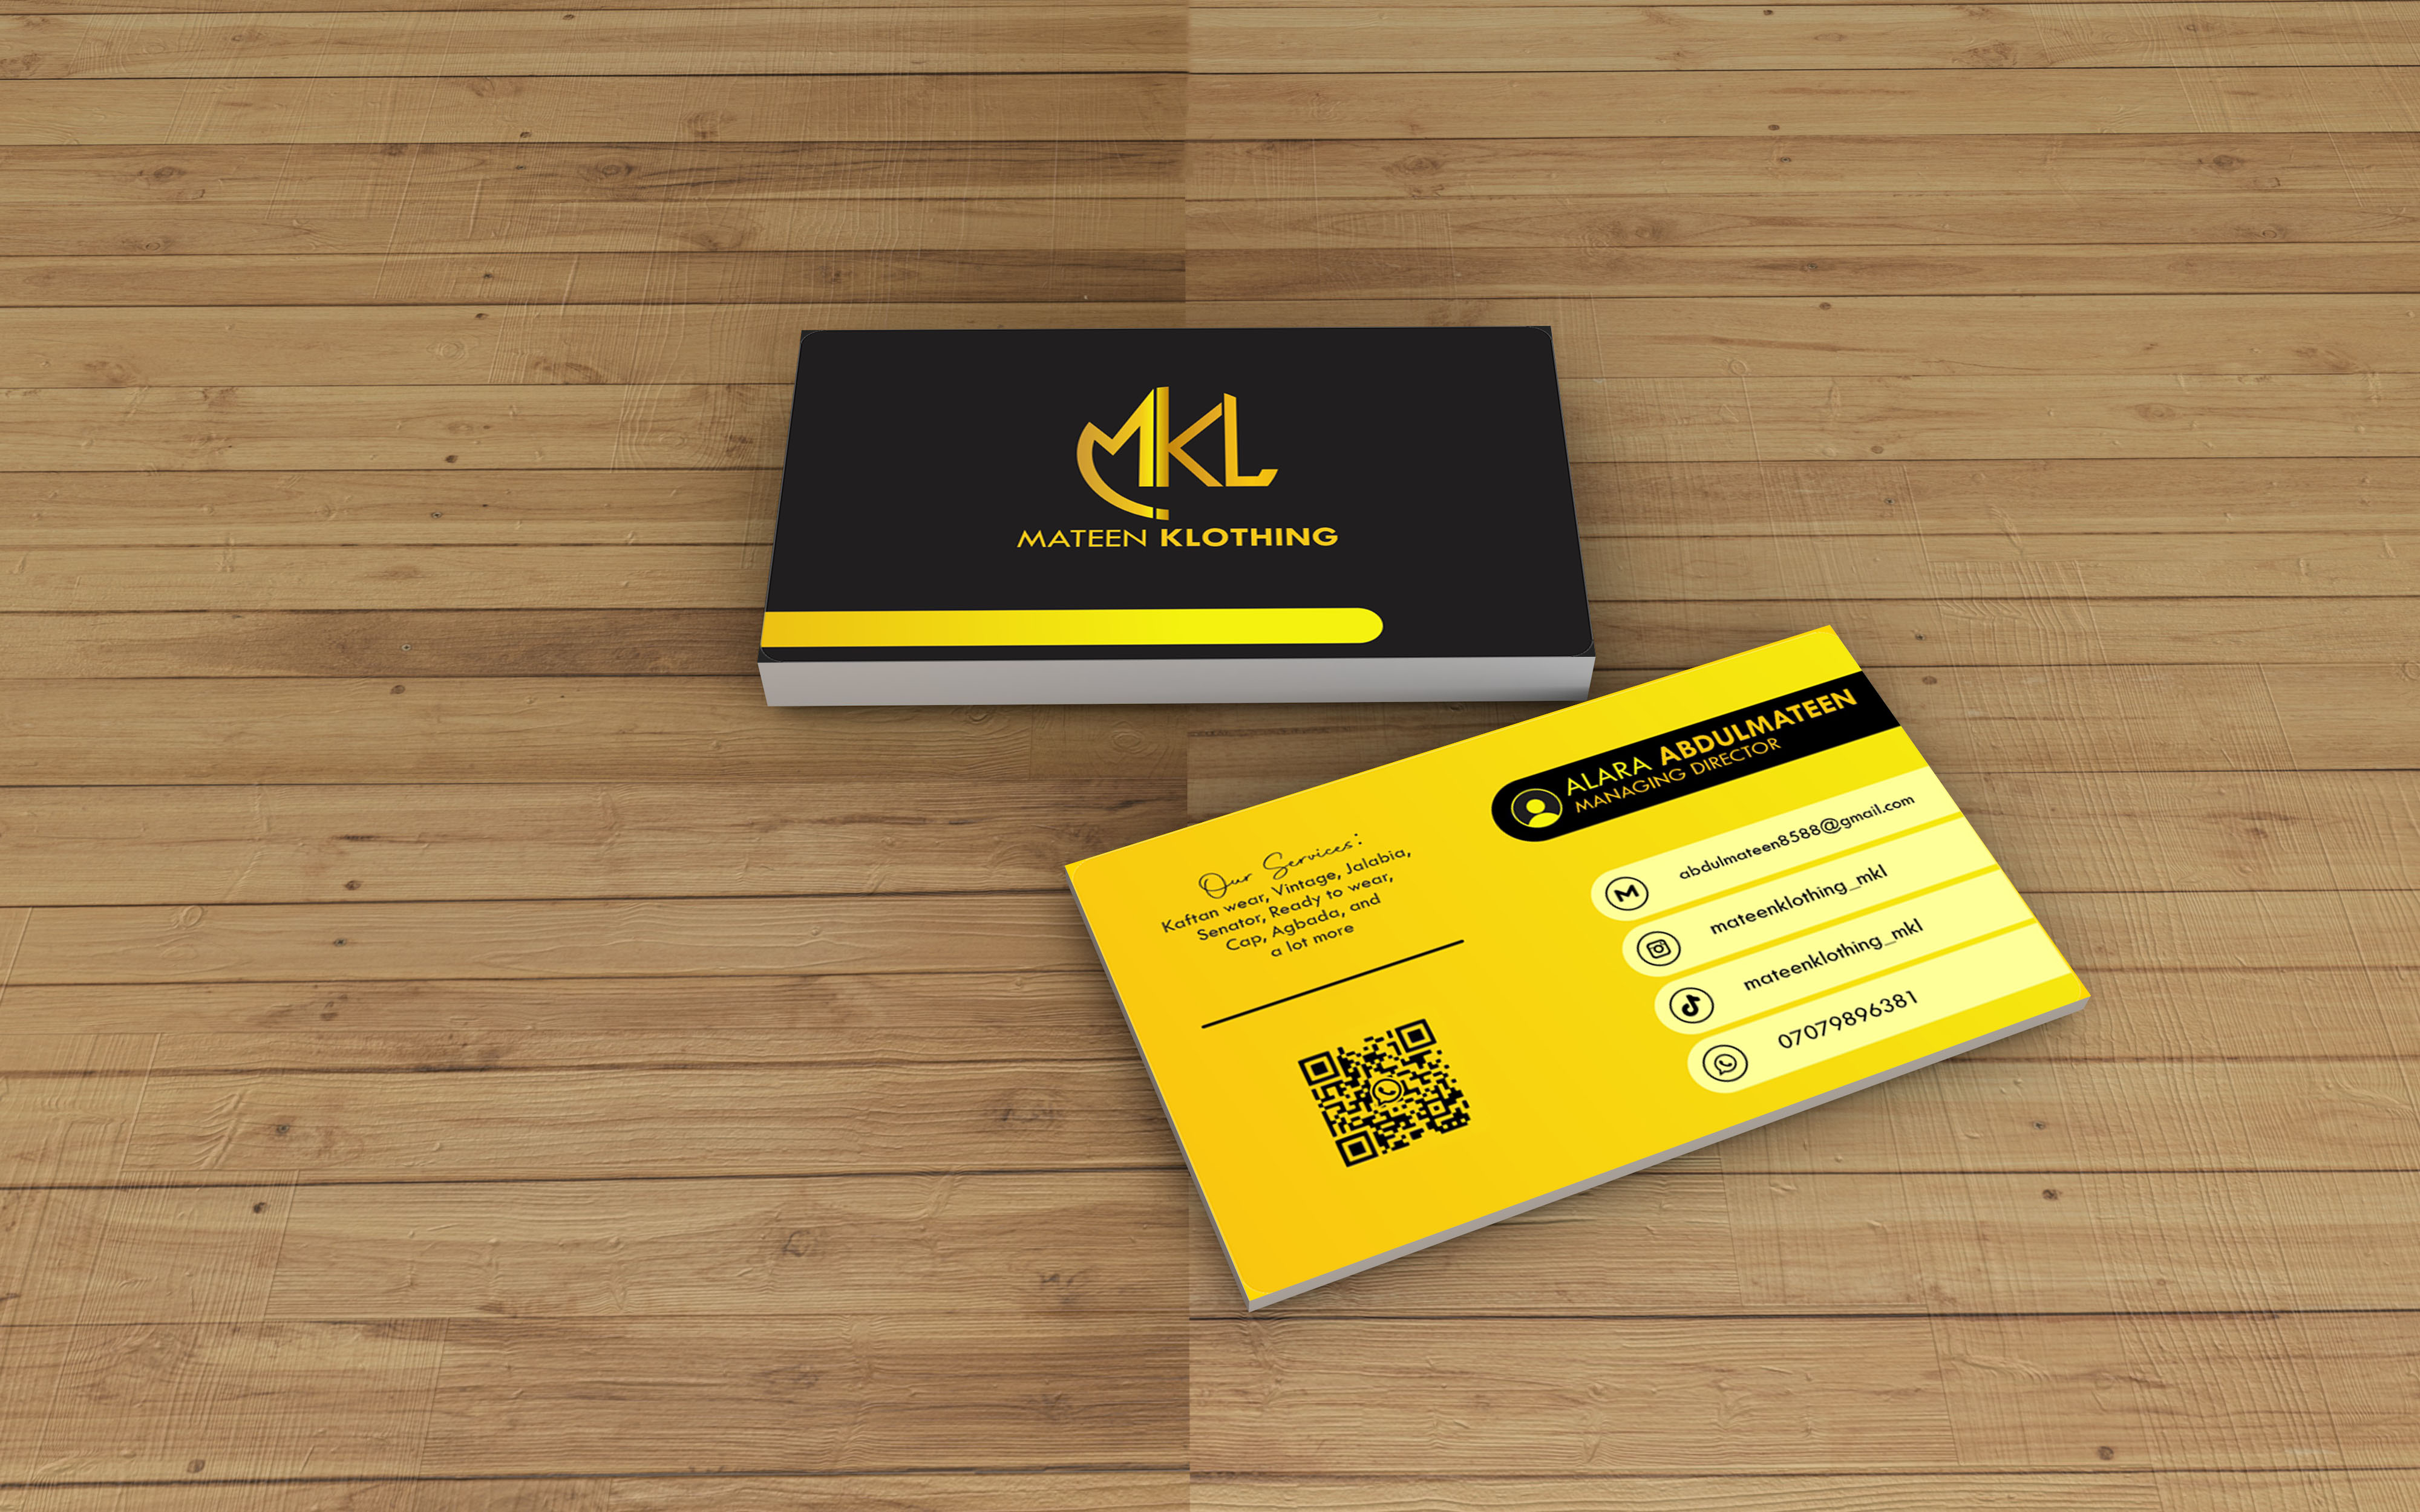 MKL
MATEEN KLOTHING
ALARA ABDULMATEEN
MANAGING DIRECTOR
abdulmateen8588@gmail.com
mateenklothing_mkl
mateenklothing_mkl
07079896381
Our Services:
Kaftan wear, Vintage, Jalabia,
Senator, Ready to wear,
Cap, Agbada, and
a lot more